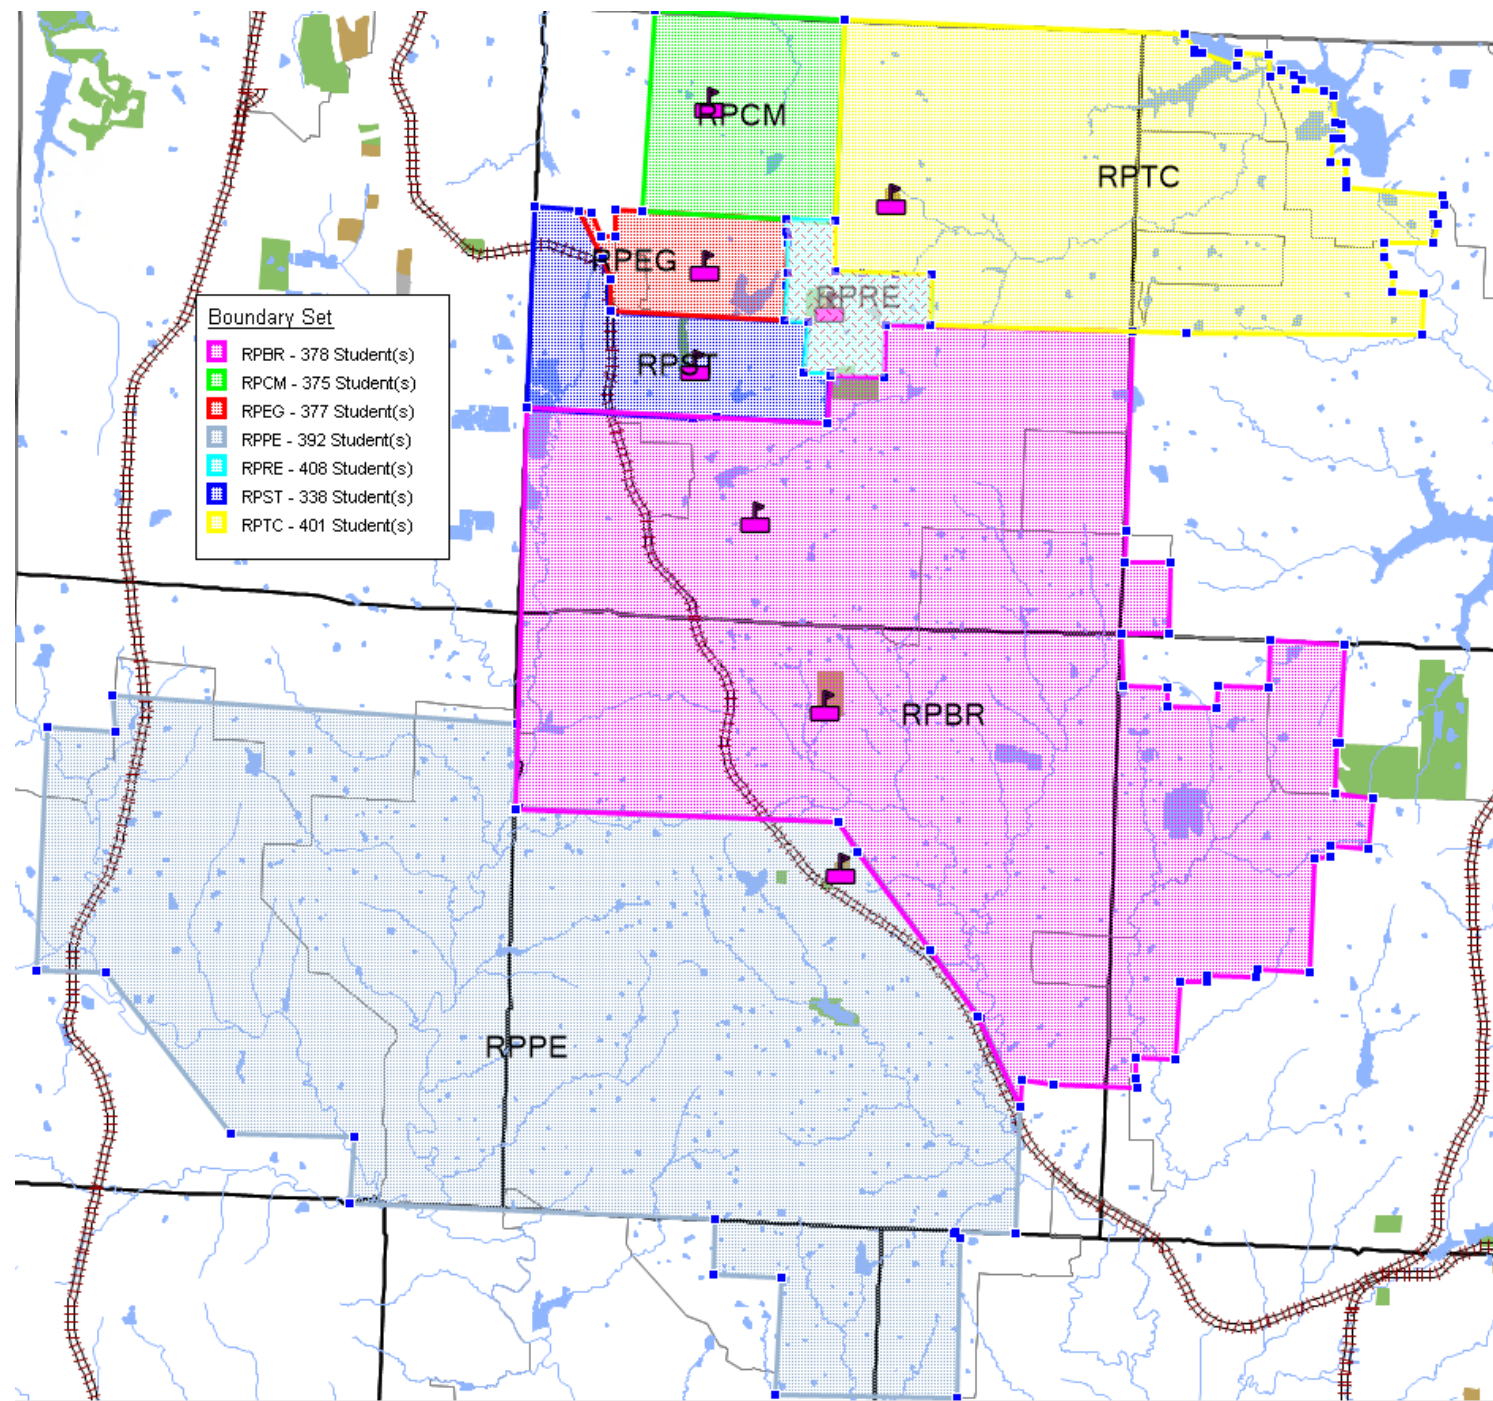 RPCM
RPTC
RPEG
RPRE
Boundary Set
RPST
RPBR - 378 Student(s)
RPCM - 375 Student(s)
RPEG - 377 Student(s)
RPPE - 392 Student(s)
RPRE - 408 Student(s)
RPST - 338 Student(s)
RPTC - 401 Student(s)
RPBR
RPPE